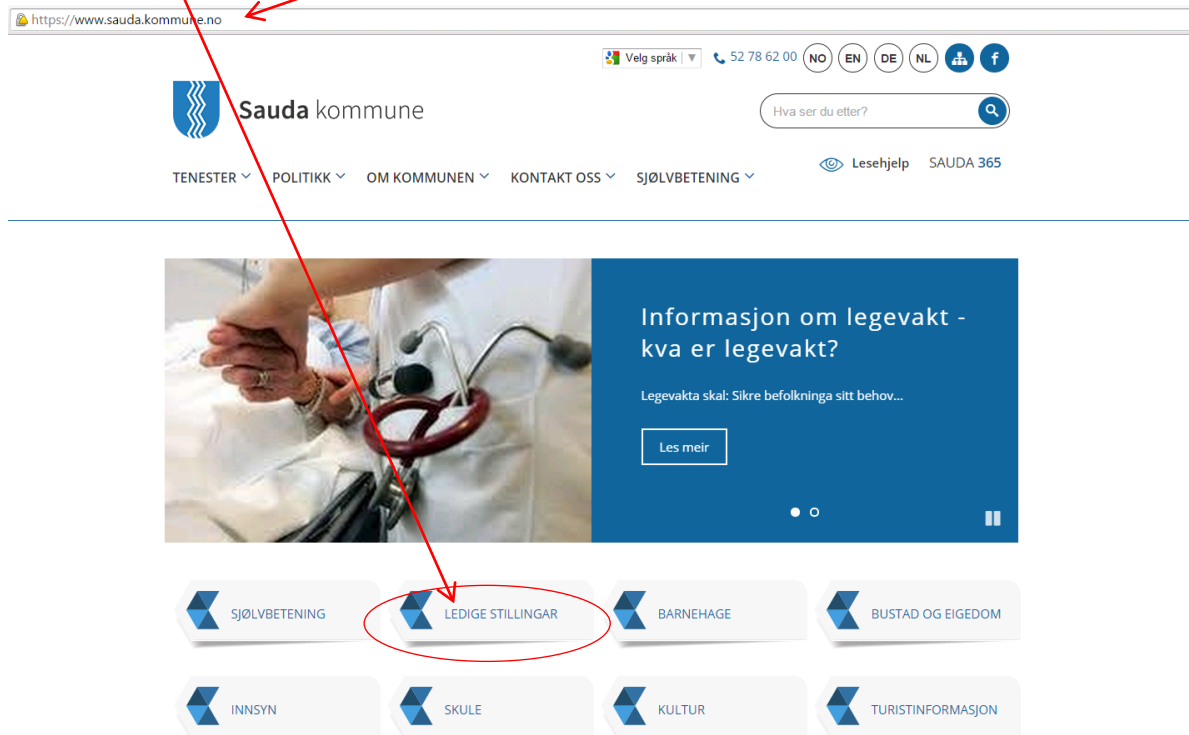 https://www.sauda.kommune.no
Velg språk ▼ 52 78 62 00 NO EN DE NL f
Sauda kommune
Hva ser du etter?
Lesehjelp SAUDA 365
TENESTER POLITIKK OM KOMMUNEN KONTAKT OSS SJØLVBETENING
Informasjon om legevakt -
kva er legevakt?
Legevakta skal: Sikre befolkninga sitt behov...
Les meir
SJØLVBETENING LEDIGE STILLINGAR BARNEHAGE BUSTAD OG EIGEDOM
INNSYN SKULE KULTUR TURISTINFORMASJON